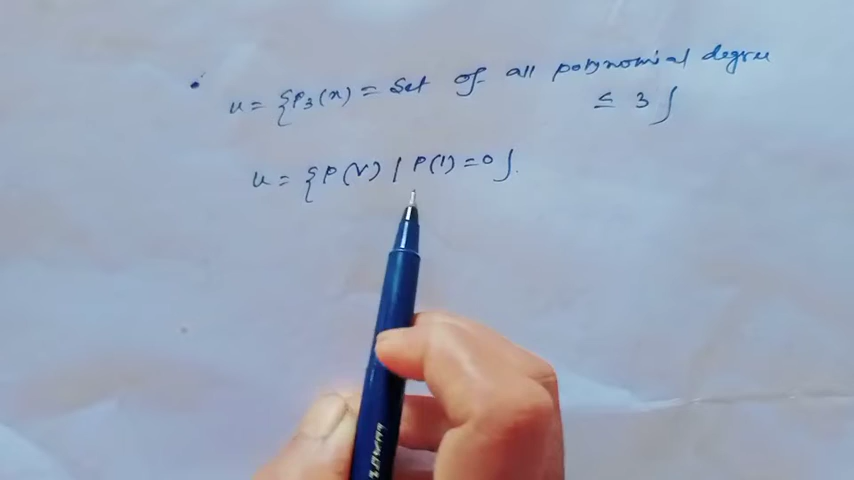 u = {P₃(x) = Set of all polynomial degree
≤ 3}
u = {P(r) | P(1) = 0}.